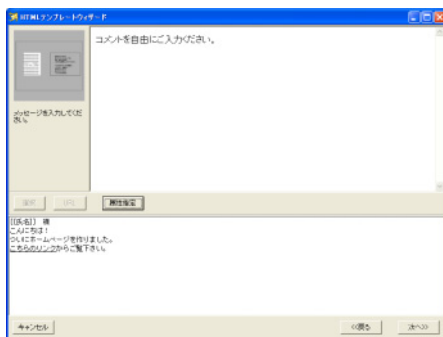 HTMLテンプレートウィザード
コメントを自由にご入力ください。
メッセージを入力してください。
選択
URL
属性指定
[[氏名]] 様
こんにちは!
ついにホームページを作りました。
こちらのリンクからご覧下さい。
キャンセル
<<戻る
次へ>>